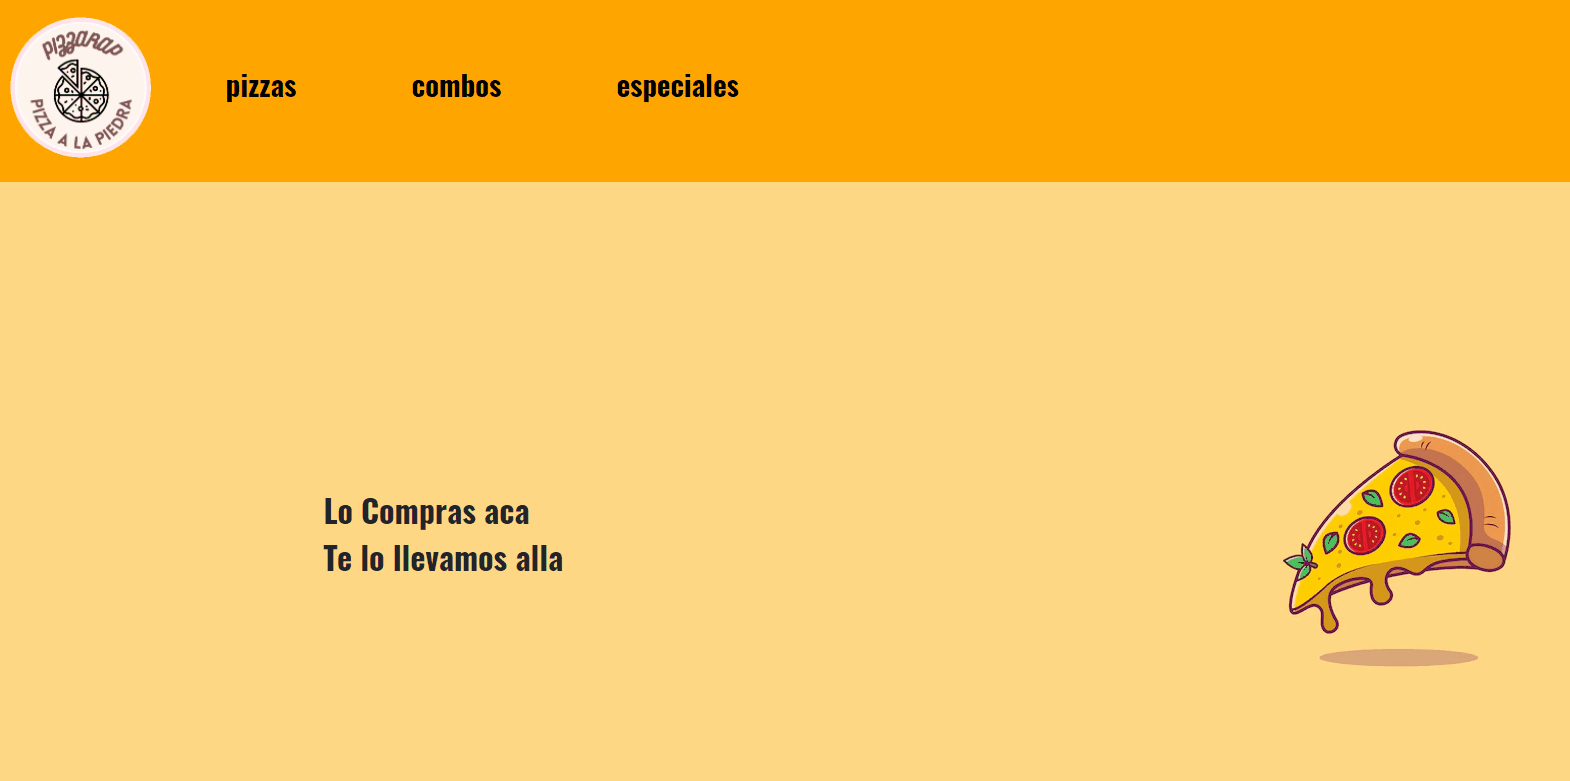 pizzarap
PIZZA A LA PIEDRA
pizzas
combos
especiales
Lo Compras aca
Te lo llevamos alla